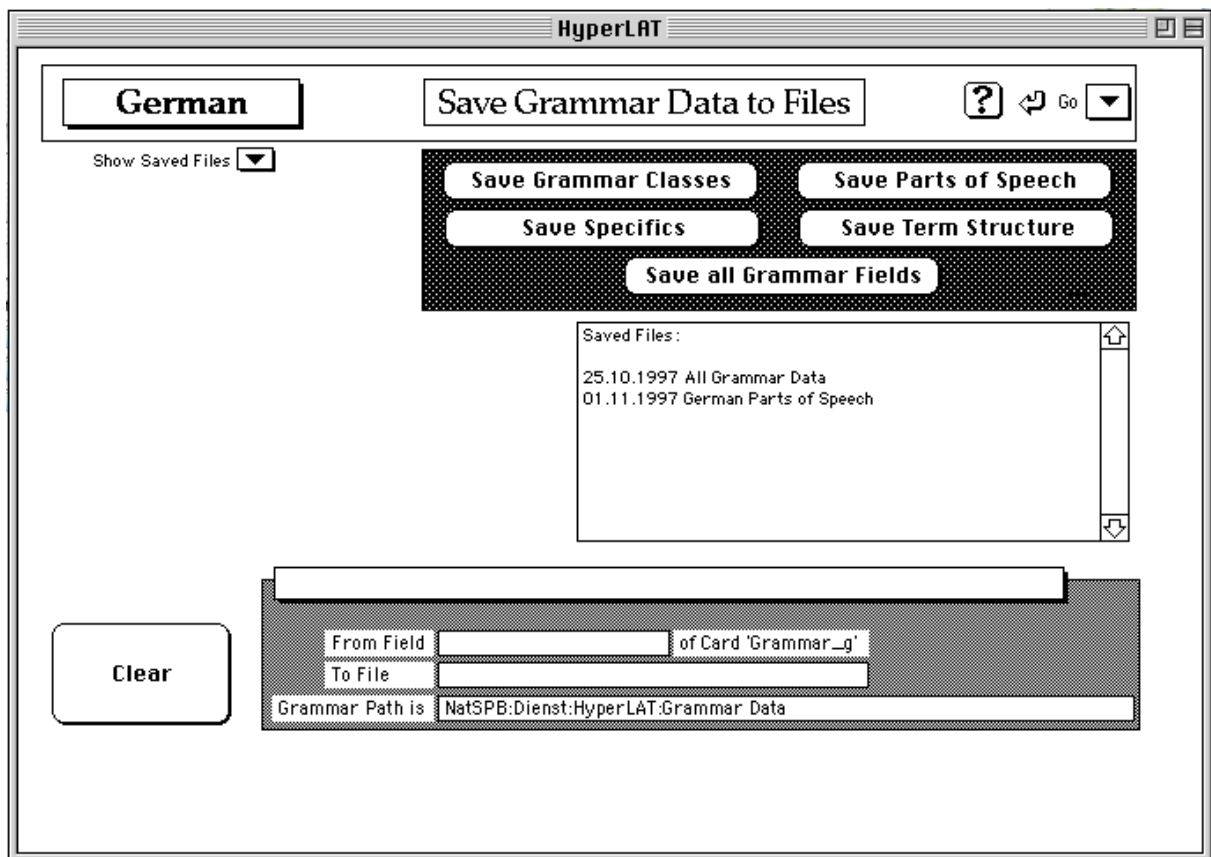 HyperLAT
German
Save Grammar Data to Files
? Go
Show Saved Files
Save Grammar Classes
Save Parts of Speech
Save Specifics
Save Term Structure
Save all Grammar Fields
Saved Files:
25.10.1997 All Grammar Data
01.11.1997 German Parts of Speech
From Field
of Card 'Grammar_g'
To File
Clear
Grammar Path is
NatSPB:Dienst:HyperLAT:Grammar Data